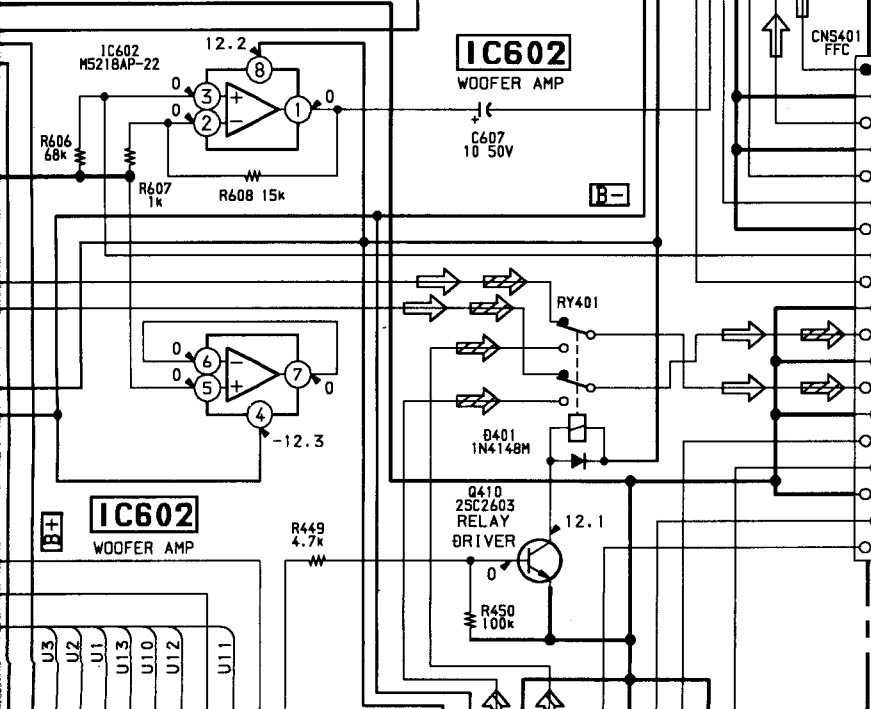 IC602
M5218AP-22
12.2
8
IC602
WOOFER AMP
CN5401
FFC
0
3
+
0
2
−
1
0
+
C607
10 50V
R606
68k
R607
1k
R608 15k
B-
RY401
0
6
−
0
5
+
7
0
4
-12.3
D401
1N4148M
IC602
WOOFER AMP
B+
Q410
2SC2603
RELAY
DRIVER
12.1
R449
4.7k
0
R450
100k
U3
U2
U1
U13
U10
U12
U11